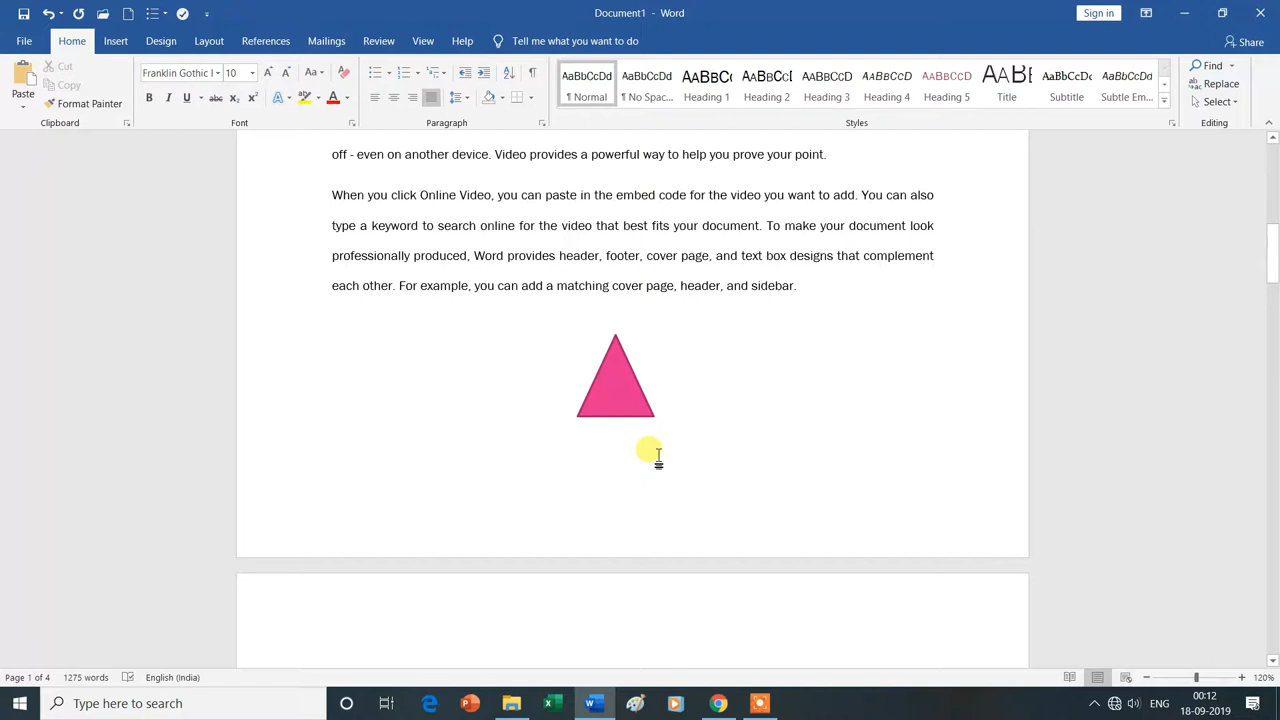 Document1 - Word
Sign in
File Home Insert Design Layout References Mailings Review View Help Tell me what you want to do Share
Paste
Cut
Copy
Format Painter
Clipboard
Franklin Gothic I 10
Font
Paragraph
AaBbCcDd ¶ Normal
AaBbCcDd ¶ No Spac...
AaBbCc Heading 1
AaBbCcD Heading 2
AaBbCcD Heading 3
AaBbCcD Heading 4
AaBbCcD Heading 5
AaBb Title
AaBbCcDc Subtitle
AaBbCcD Subtle Em...
Styles
Find
Replace
Select
Editing
off - even on another device. Video provides a powerful way to help you prove your point.
When you click Online Video, you can paste in the embed code for the video you want to add. You can also
type a keyword to search online for the video that best fits your document. To make your document look
professionally produced, Word provides header, footer, cover page, and text box designs that complement
each other. For example, you can add a matching cover page, header, and sidebar.
Page 1 of 4 1275 words English (India) 120%
Type here to search
ENG
00:12
18-09-2019